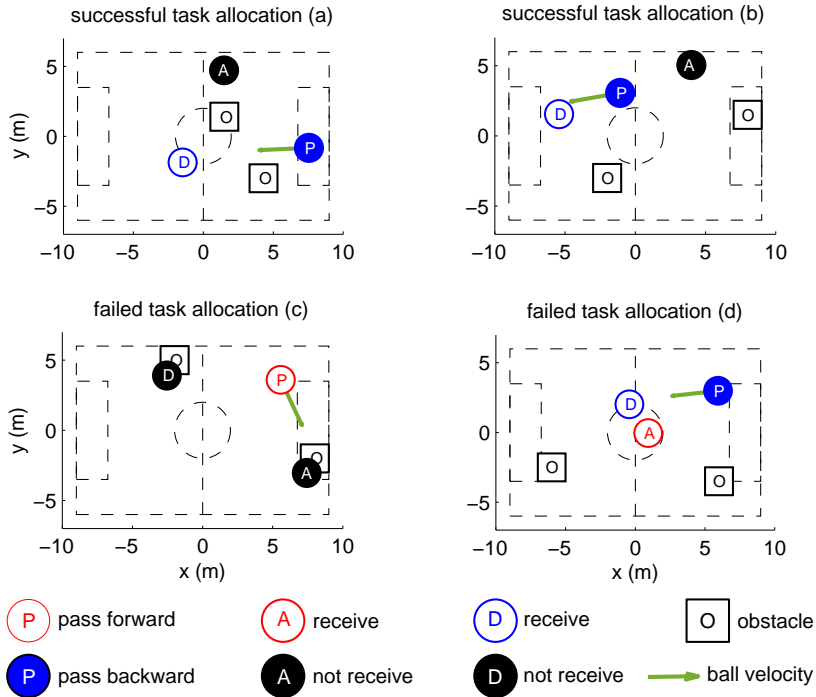 successful task allocation (a)
A
O
D
P
O
5
0
−5
y (m)
−10 −5 0 5 10
successful task allocation (b)
A
P
D
O
O
5
0
−5
−10 −5 0 5 10
failed task allocation (c)
O
D
P
O
A
5
0
−5
y (m)
−10 −5 0 5 10
x (m)
failed task allocation (d)
D
P
A
O
O
5
0
−5
−10 −5 0 5 10
x (m)
P pass forward
A receive
D receive
O obstacle
P pass backward
A not receive
D not receive
ball velocity